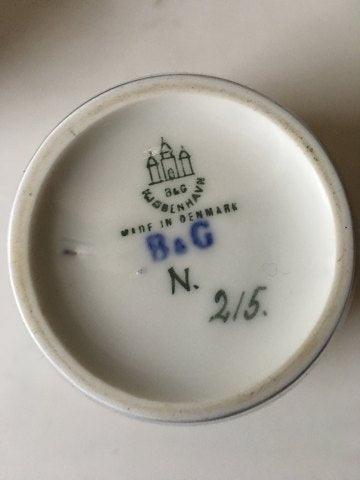 B&G
KJØBENHAVN
MADE IN DENMARK
B&G
N.
215.